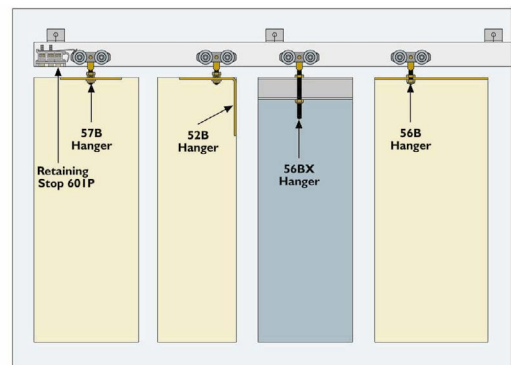 57B
Hanger
52B
Hanger
56BX
Hanger
56B
Hanger
Retaining
Stop 601P